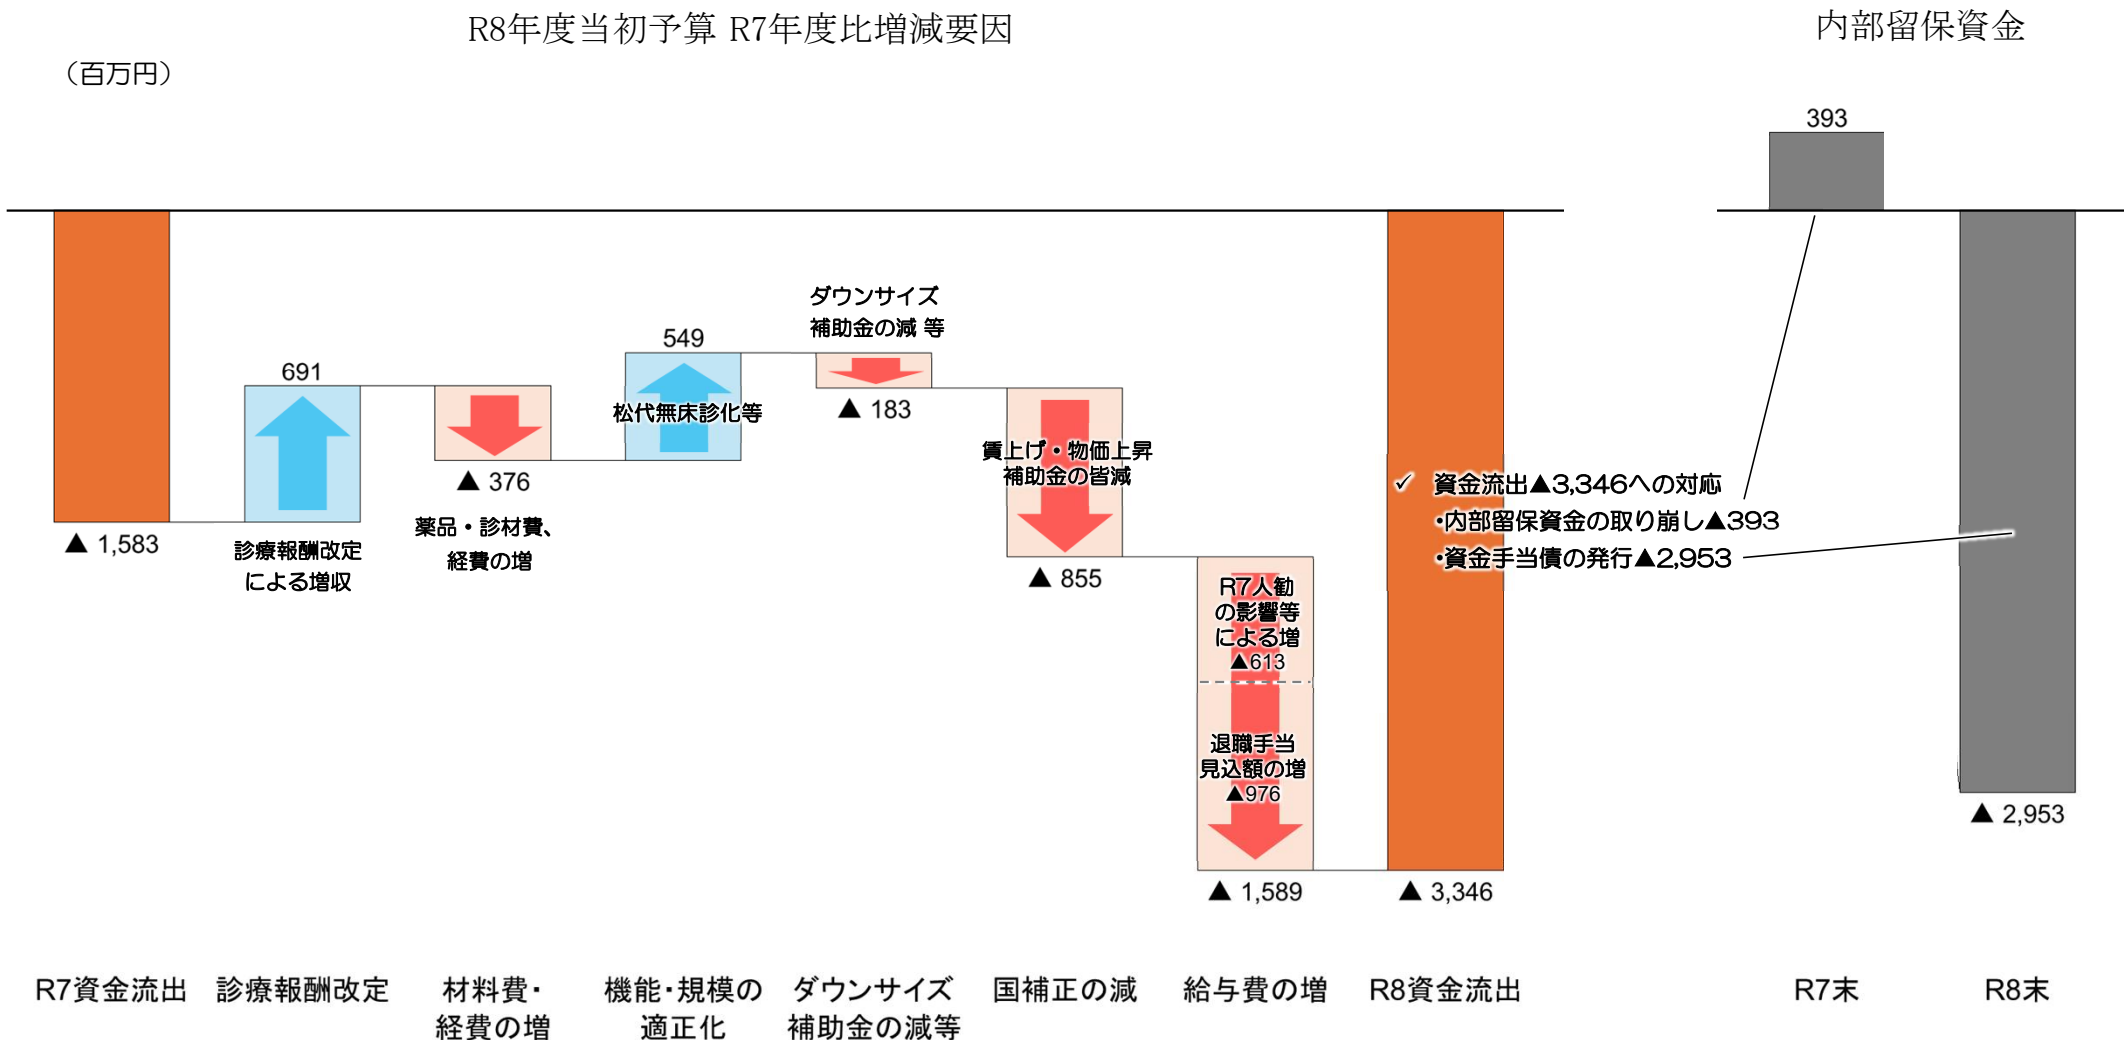 R8年度当初予算 R7年度比増減要因
内部留保資金
（百万円）
393
ダウンサイズ
補助金の減 等
549
691
松代無床診化等
▲ 183
賃上げ・物価上昇
補助金の皆減
▲ 376
薬品・診材費、
経費の増
▲ 1,583
診療報酬改定
による増収
▲ 855
✓ 資金流出▲3,346への対応
・内部留保資金の取り崩し▲393
・資金手当債の発行▲2,953
R7人勧
の影響等
による増
▲613
退職手当
見込額の増
▲976
▲ 2,953
▲ 1,589
▲ 3,346
R7資金流出
診療報酬改定
材料費・
経費の増
機能・規模の
適正化
ダウンサイズ
補助金の減等
国補正の減
給与費の増
R8資金流出
R7末
R8末